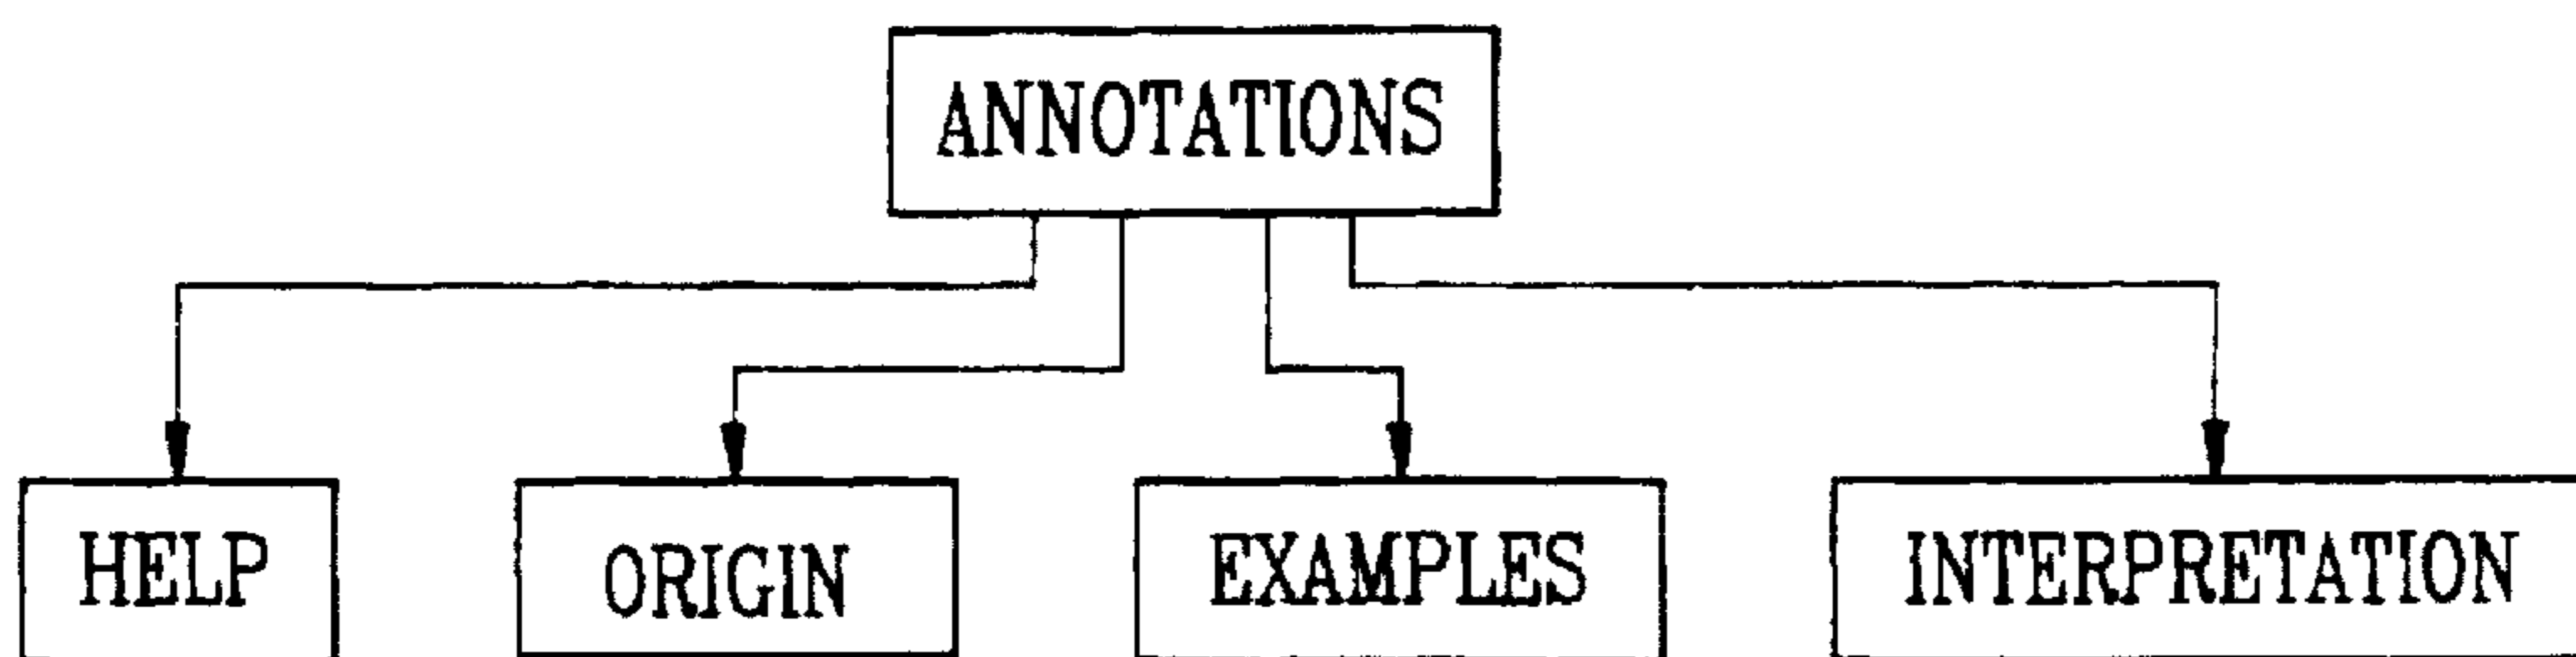 ANNOTATIONS
HELP
ORIGIN
EXAMPLES
INTERPRETATION